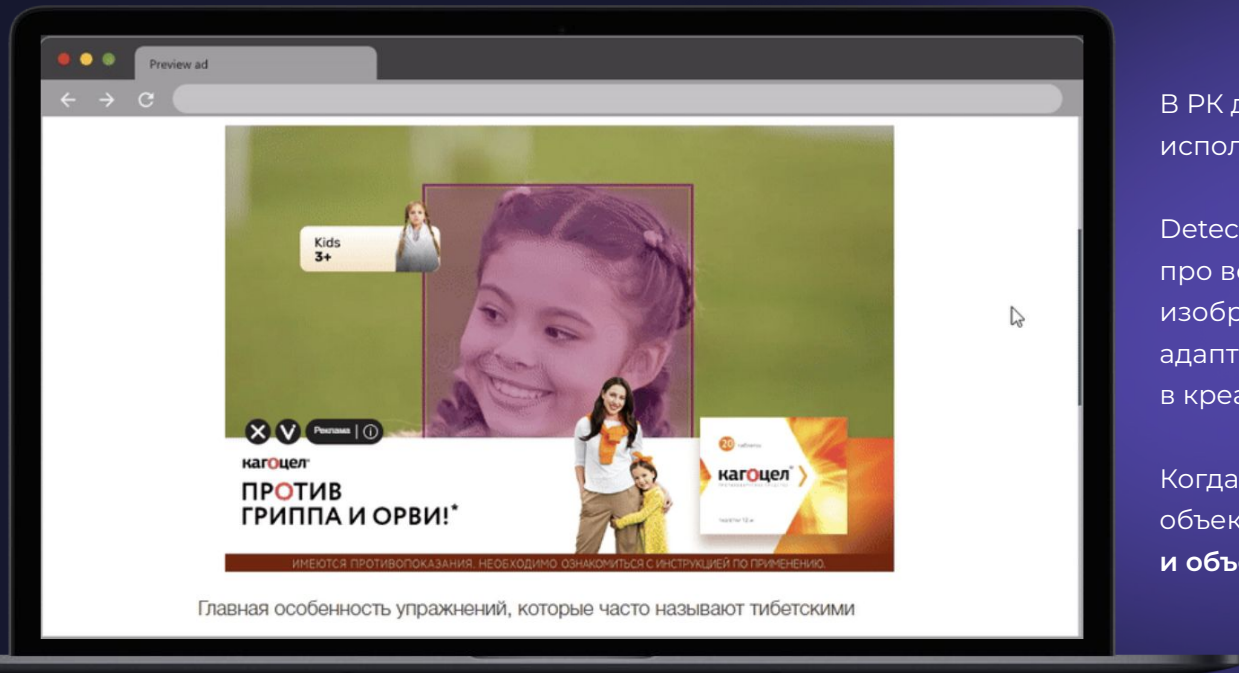 Preview ad
Kids
3+
Реклама
кагоцел
ПРОТИВ
ГРИППА И ОРВИ!*
20 таблеток
кагоцел
ИМЕЮТСЯ ПРОТИВОПОКАЗАНИЯ. НЕОБХОДИМО ОЗНАКОМИТЬСЯ С ИНСТРУКЦИЕЙ ПО ПРИМЕНЕНИЮ.
Главная особенность упражнений, которые часто называют тибетскими
В РК д
испол
Detec
про в
изобр
адапт
в креа
Когда
объек
и объ